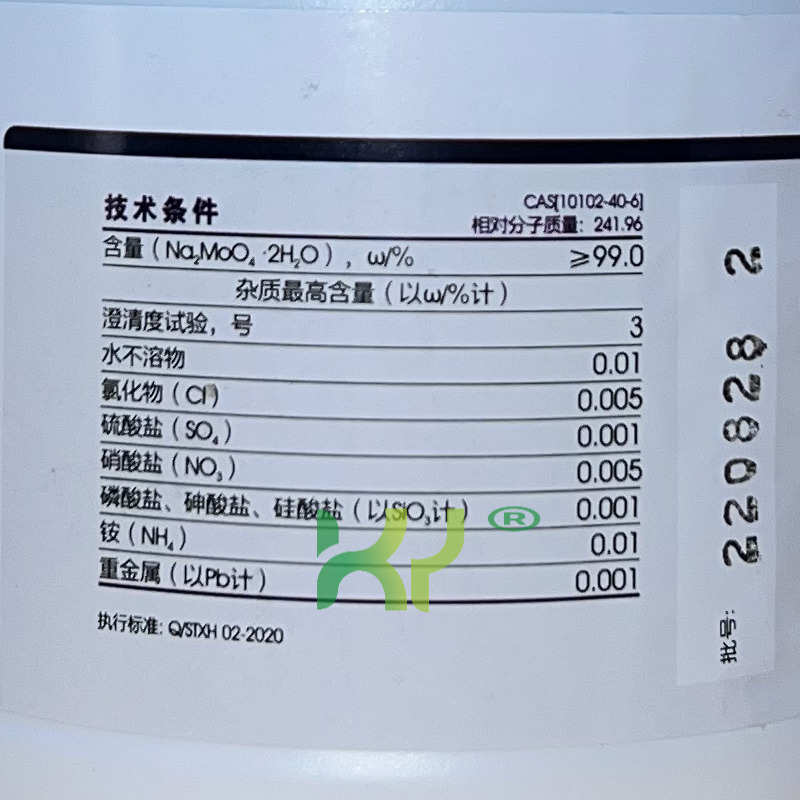 技术条件
CAS[10102-40-6]
相对分子质量：241.96
含量（Na₂MoO₄·2H₂O），ω/% ≥99.0
杂质最高含量（以ω/%计）
澄清度试验，号 3
水不溶物 0.01
氯化物（Cl） 0.005
硫酸盐（SO₄） 0.001
硝酸盐（NO₃） 0.005
磷酸盐、砷酸盐、硅酸盐（以SiO₃计） 0.001
铵（NH₄） 0.01
重金属（以Pb计） 0.001
执行标准：Q/STXH 02-2020
批号：220828 2
®